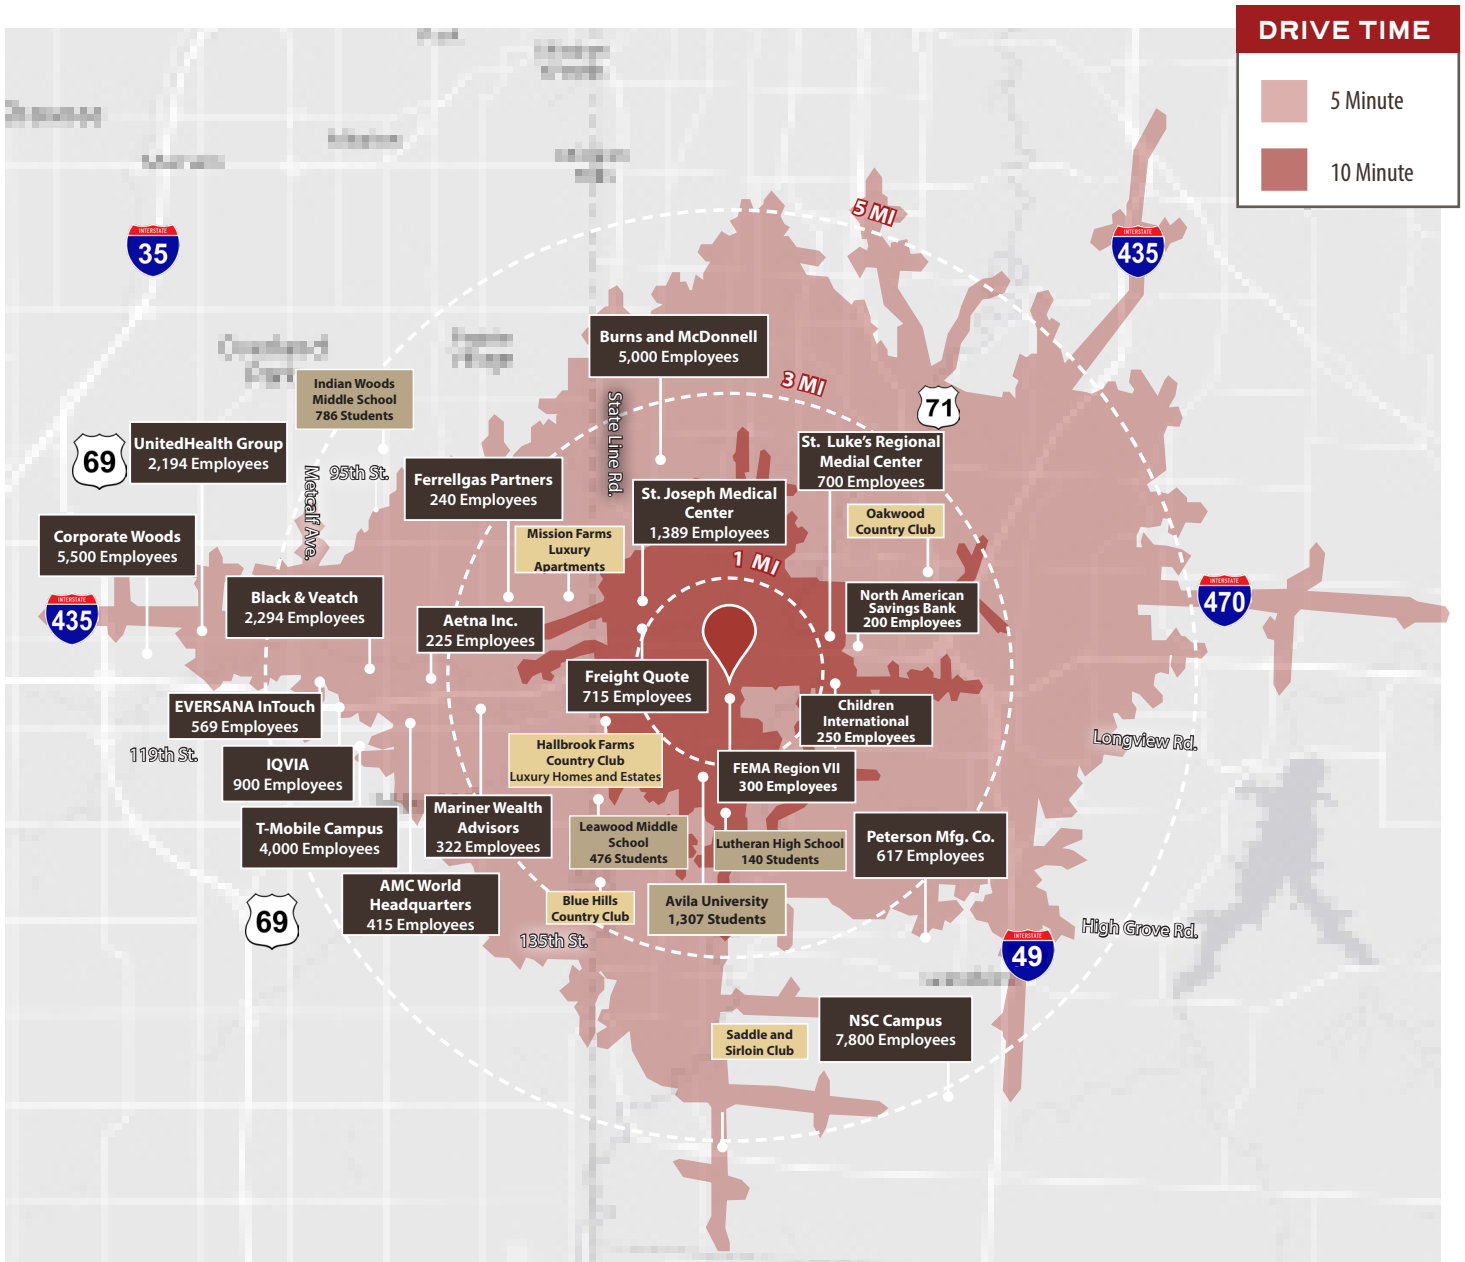 DRIVE TIME
5 Minute
10 Minute
5 MI
INTERSTATE
435
INTERSTATE
35
Burns and McDonnell
5,000 Employees
3 MI
Indian Woods
Middle School
786 Students
State Line Rd.
71
UnitedHealth Group
2,194 Employees
69
Metcalf Ave.
95th St.
Ferrellgas Partners
240 Employees
St. Luke's Regional
Medial Center
700 Employees
St. Joseph Medical
Center
1,389 Employees
Oakwood
Country Club
Corporate Woods
5,500 Employees
Mission Farms
Luxury
Apartments
1 MI
INTERSTATE
435
Black & Veatch
2,294 Employees
Aetna Inc.
225 Employees
North American
Savings Bank
200 Employees
INTERSTATE
470
Freight Quote
715 Employees
EVERSANA InTouch
569 Employees
Children
International
250 Employees
119th St.
Longview Rd.
IQVIA
900 Employees
Hallbrook Farms
Country Club
Luxury Homes and Estates
FEMA Region VII
300 Employees
T-Mobile Campus
4,000 Employees
Mariner Wealth
Advisors
322 Employees
Leawood Middle
School
476 Students
Lutheran High School
140 Students
Peterson Mfg. Co.
617 Employees
AMC World
Headquarters
415 Employees
Blue Hills
Country Club
Avila University
1,307 Students
69
135th St.
High Grove Rd.
INTERSTATE
49
Saddle and
Sirloin Club
NSC Campus
7,800 Employees